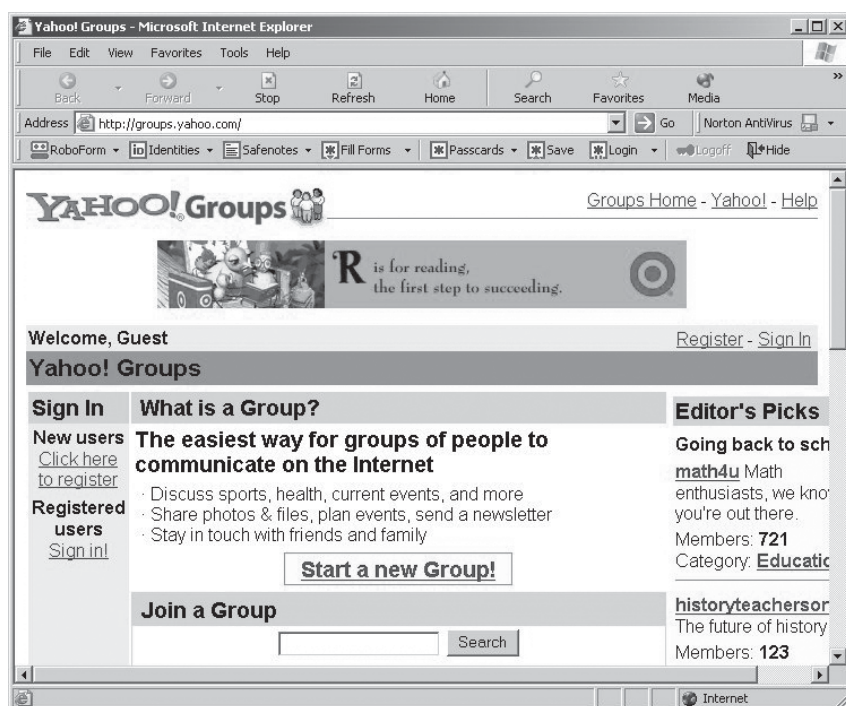 Yahoo! Groups - Microsoft Internet Explorer
File Edit View Favorites Tools Help
Back Forward Stop Refresh Home Search Favorites Media »
Address http://groups.yahoo.com/ Go Norton AntiVirus
RoboForm Identities Safenotes Fill Forms Passcards Save Login Logoff Hide
YAHOO! Groups
Groups Home - Yahoo! - Help
R is for reading,
the first step to succeeding.
Welcome, Guest
Register - Sign In
Yahoo! Groups
Sign In
New users
Click here
to register
Registered
users
Sign in!
What is a Group?
The easiest way for groups of people to
communicate on the Internet
· Discuss sports, health, current events, and more
· Share photos & files, plan events, send a newsletter
· Stay in touch with friends and family
Start a new Group!
Join a Group
Search
Editor's Picks
Going back to sch
math4u Math
enthusiasts, we kno
you're out there.
Members: 721
Category: Educatio
historyteachersor
The future of history
Members: 123
Internet